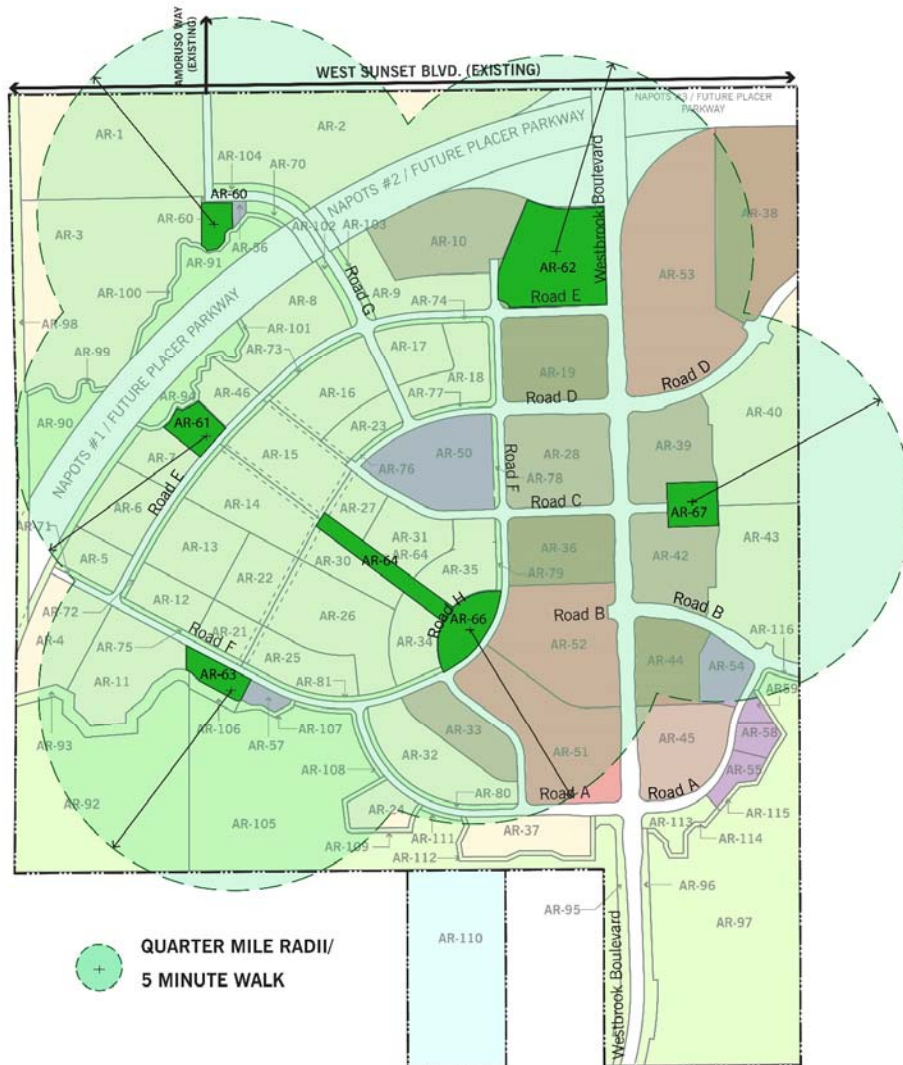 AMORUSO WAY
(EXISTING)
WEST SUNSET BLVD. (EXISTING)
NAPOTS #3 / FUTURE PLACER
PARKWAY
AR-1
AR-2
AR-104
AR-70
NAPOTS #2 / FUTURE PLACER PARKWAY
Westbrook Boulevard
AR-60
AR-60
AR-56
AR-102
AR-103
AR-38
AR-3
AR-91
AR-10
AR-53
AR-62
AR-100
Road G
AR-8
AR-9
AR-74
Road E
AR-98
AR-101
AR-99
AR-73
AR-17
AR-94
AR-46
AR-16
AR-18
AR-19
Road D
AR-77
Road D
AR-90
AR-61
AR-23
AR-40
NAPOTS #1 / FUTURE PLACER PARKWAY
AR-7
AR-15
AR-76
AR-50
Road F
AR-28
AR-39
AR-78
Road E
AR-6
AR-14
AR-27
Road C
AR-67
AR-71
AR-5
AR-13
AR-30
AR-31
AR-64
AR-64
AR-36
AR-42
AR-43
AR-35
AR-79
AR-72
AR-12
AR-22
AR-26
Road H
AR-66
Road B
Road B
AR-4
AR-75
Road F
AR-21
AR-34
AR-52
AR-116
AR-25
AR-44
AR-54
AR-11
AR-63
AR-81
AR-59
AR-106
AR-107
AR-57
AR-33
AR-45
AR-58
AR-93
AR-32
AR-51
AR-55
AR-108
AR-92
AR-105
AR-24
AR-80
Road A
Road A
AR-115
AR-109
AR-111
AR-37
AR-113
AR-114
AR-112
AR-96
AR-95
AR-97
AR-110
Westbrook Boulevard
QUARTER MILE RADII/
5 MINUTE WALK